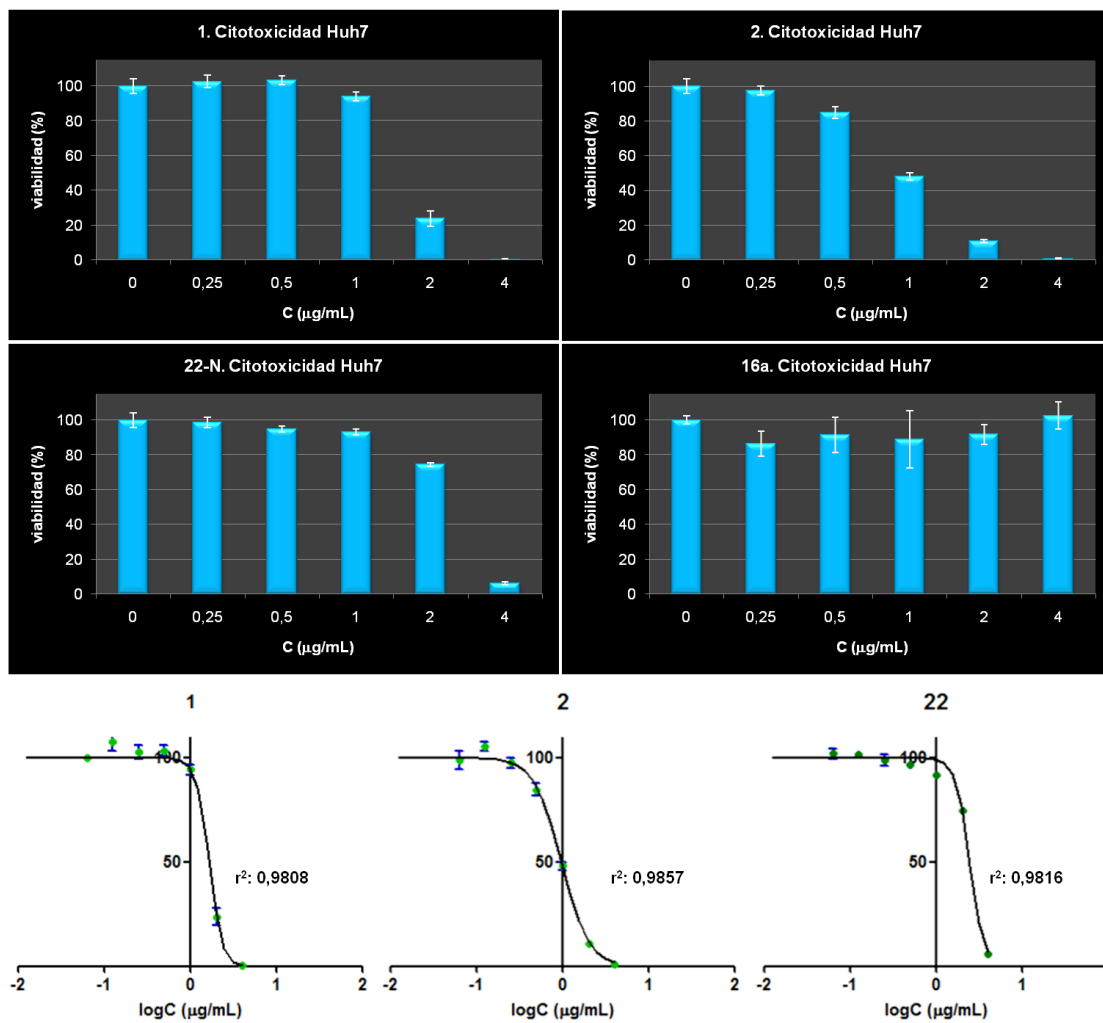 1. Citotoxicidad Huh7
viabilidad (%)
100
80
60
40
20
0
0 0,25 0,5 1 2 4
C (µg/mL)
2. Citotoxicidad Huh7
viabilidad (%)
100
80
60
40
20
0
0 0,25 0,5 1 2 4
C (µg/mL)
22-N. Citotoxicidad Huh7
viabilidad (%)
100
80
60
40
20
0
0 0,25 0,5 1 2 4
C (µg/mL)
16a. Citotoxicidad Huh7
viabilidad (%)
100
80
60
40
20
0
0 0,25 0,5 1 2 4
C (µg/mL)
1
100
50
r²: 0,9808
-2 -1 0 1 2
logC (µg/mL)
2
100
50
r²: 0,9857
-2 -1 0 1 2
logC (µg/mL)
22
100
50
r²: 0,9816
-2 -1 0 1
logC (µg/mL)